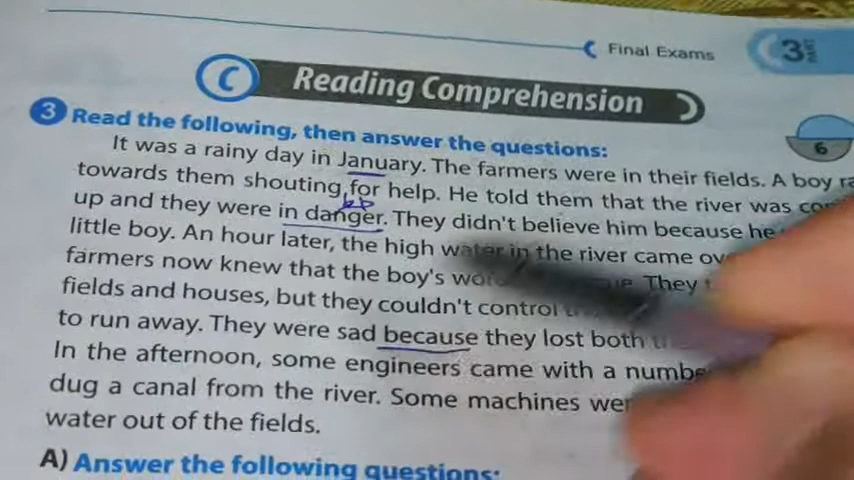 Final Exams
3 PART
C Reading Comprehension
3 Read the following, then answer the questions:
6
It was a rainy day in January. The farmers were in their fields. A boy
towards them shouting for help. He told them that the river was
up and they were in danger. They didn't believe him because he
little boy. An hour later, the high water in the river came
farmers now knew that the boy's They
fields and houses, but they couldn't control
to run away. They were sad because they lost both
In the afternoon, some engineers came with a
dug a canal from the river. Some machines
water out of the fields.
A) Answer the following questions: